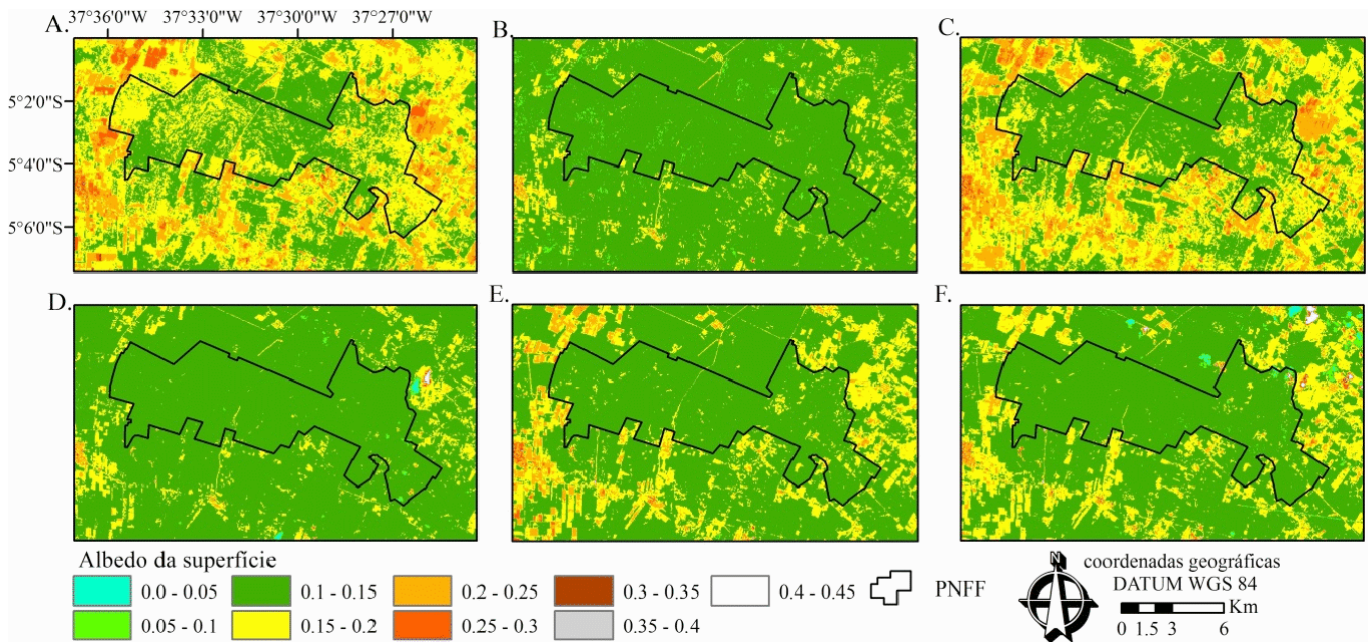 37°36'0"W 37°33'0"W 37°30'0"W 37°27'0"W
A.
B.
C.
5°2'0"S
5°4'0"S
5°6'0"S
D.
E.
F.
Albedo da superfície
0.0 - 0.05
0.1 - 0.15
0.2 - 0.25
0.3 - 0.35
0.4 - 0.45
PNFF
0.05 - 0.1
0.15 - 0.2
0.25 - 0.3
0.35 - 0.4
N
coordenadas geográficas
DATUM WGS 84
Km
0 1.5 3 6